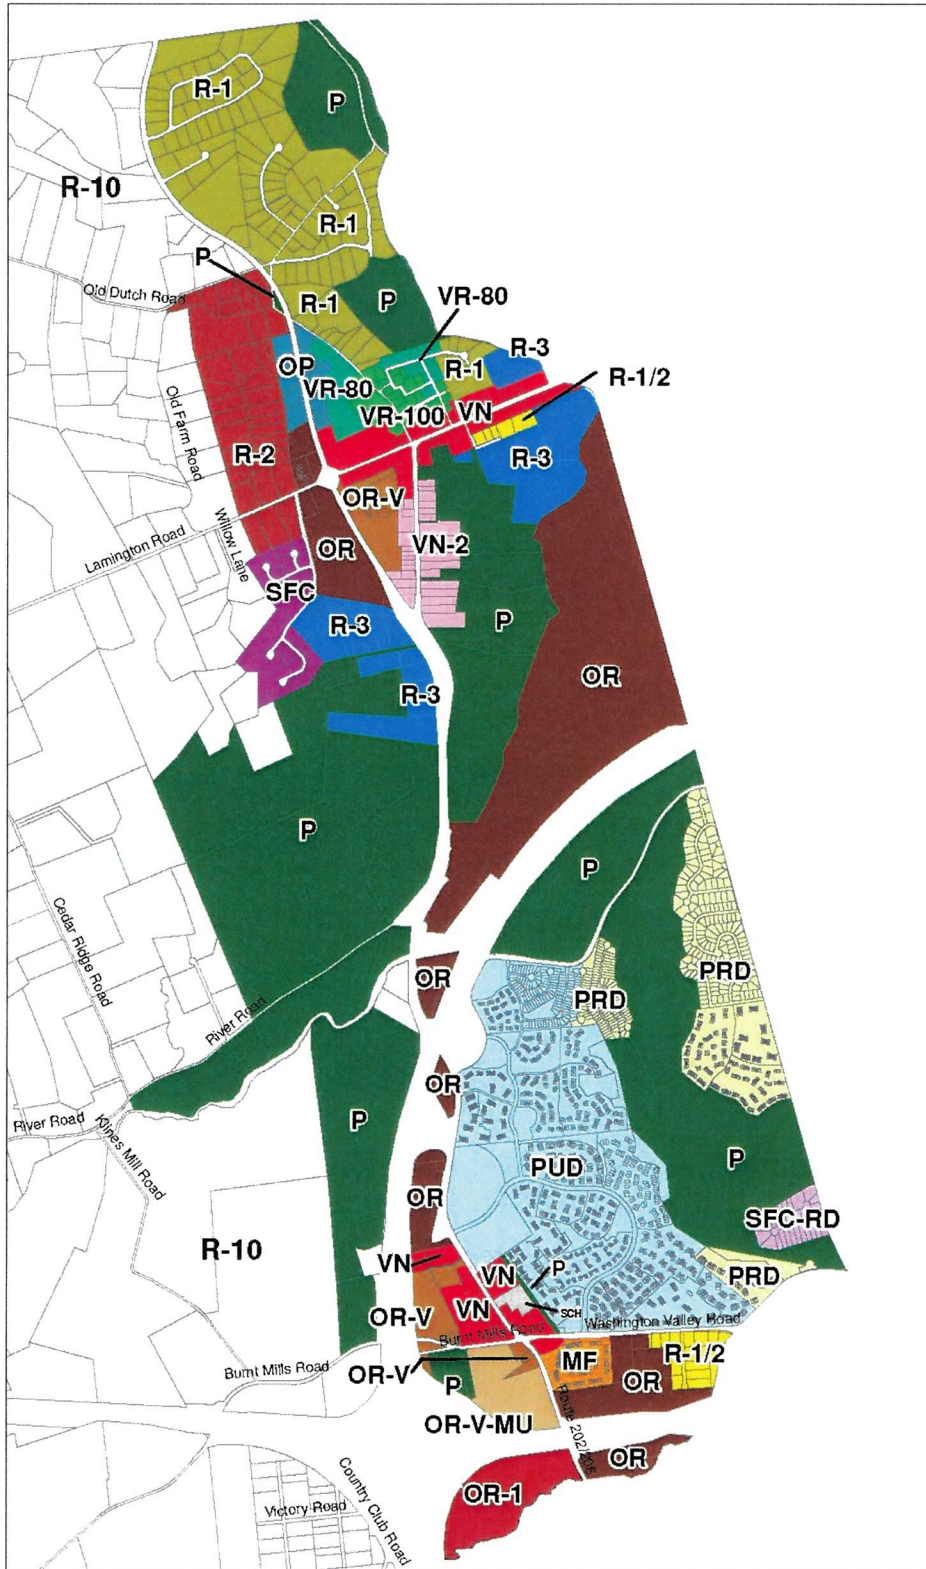 R-1
P
R-10
R-1
P
Old Dutch Road
R-1
P
VR-80
R-3
OP
VR-80
R-1
R-1/2
Old Farm Road
VR-100
VN
R-2
R-3
OR-V
Willow Lane
Lamington Road
OR
VN-2
SFC
R-3
P
OR
R-3
P
P
Cedar Ridge Road
PRD
OR
PRD
River Road
OR
River Road
Klines Mill Road
P
PUD
P
OR
SFC-RD
R-10
VN
VN
P
PRD
OR-V
VN
SCH
Washington Valley Road
Burnt Mills Road
Burnt Mills Road
OR-V
MF
R-1/2
P
OR
OR-V-MU
Route 202/206
OR
OR-1
Country Club Road
Victory Road